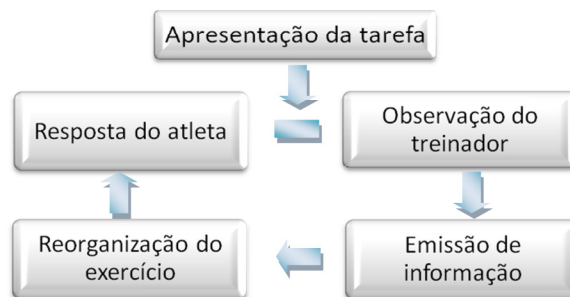 Apresentação da tarefa
Resposta do atleta
Observação do
treinador
Reorganização do
exercício
Emissão de
informação